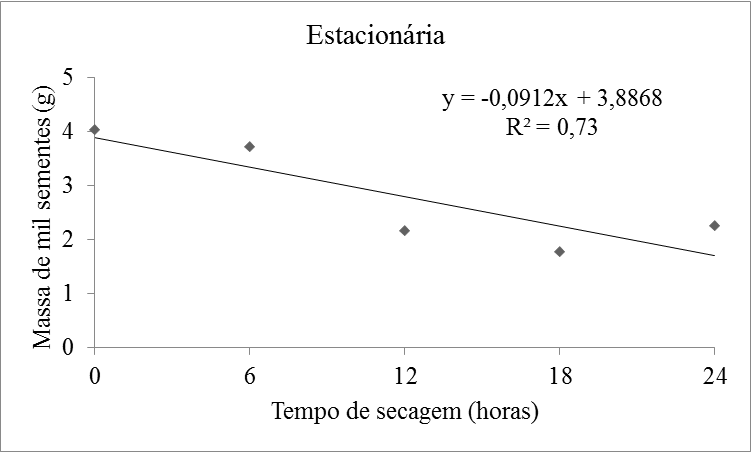 Estacionária
y = -0,0912x + 3,8868
R² = 0,73
Massa de mil sementes (g)
5
4
3
2
1
0
0 6 12 18 24
Tempo de secagem (horas)